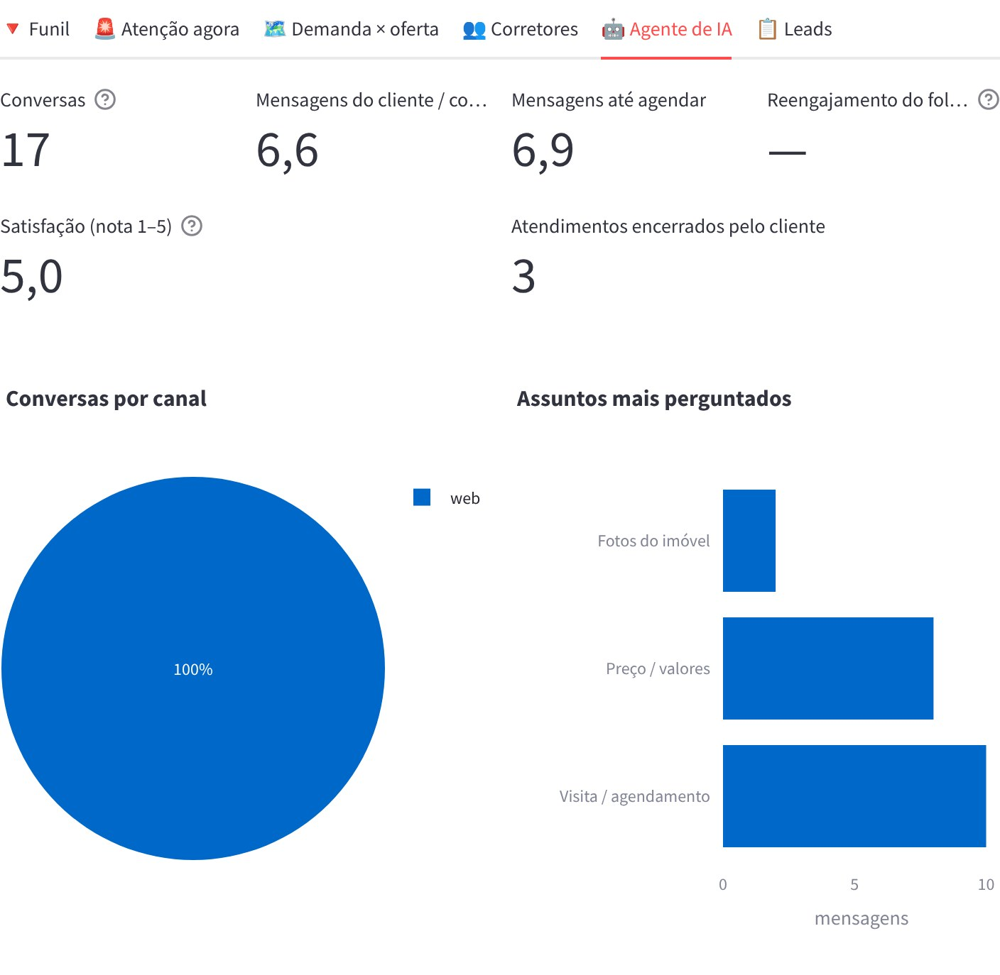 Funil Atenção agora Demanda × oferta Corretores Agente de IA Leads
Conversas Mensagens do cliente / co… Mensagens até agendar Reengajamento do fol…
17 6,6 6,9 —
Satisfação (nota 1–5) Atendimentos encerrados pelo cliente
5,0 3
Conversas por canal Assuntos mais perguntados
web
Fotos do imóvel
100% Preço / valores
Visita / agendamento
0 5 10
mensagens